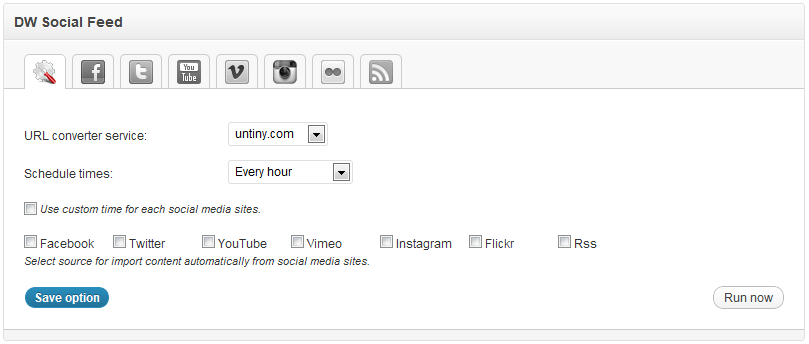 DW Social Feed
You Tube
URL converter service: untiny.com
Schedule times: Every hour
Use custom time for each social media sites.
Facebook Twitter YouTube Vimeo Instagram Flickr Rss
Select source for import content automatically from social media sites.
Save option Run now